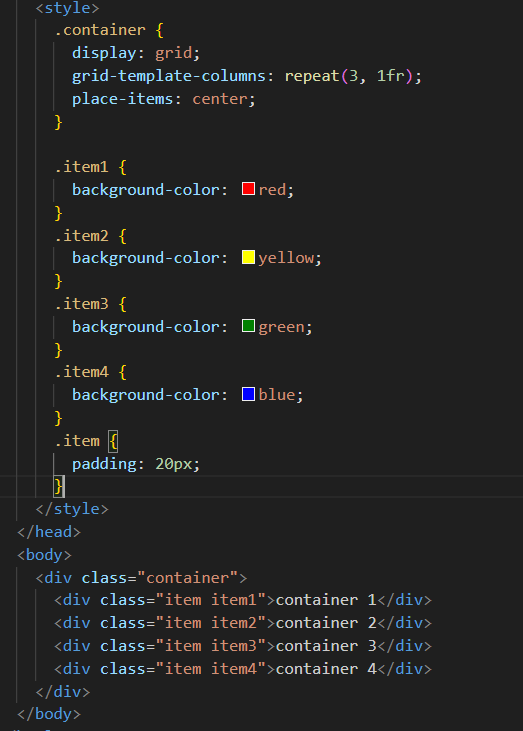 <style>
.container {
display: grid;
grid-template-columns: repeat(3, 1fr);
place-items: center;
}
.item1 {
background-color: red;
}
.item2 {
background-color: yellow;
}
.item3 {
background-color: green;
}
.item4 {
background-color: blue;
}
.item {
padding: 20px;
}
</style>
</head>
<body>
<div class="container">
<div class="item item1">container 1</div>
<div class="item item2">container 2</div>
<div class="item item3">container 3</div>
<div class="item item4">container 4</div>
</div>
</body>